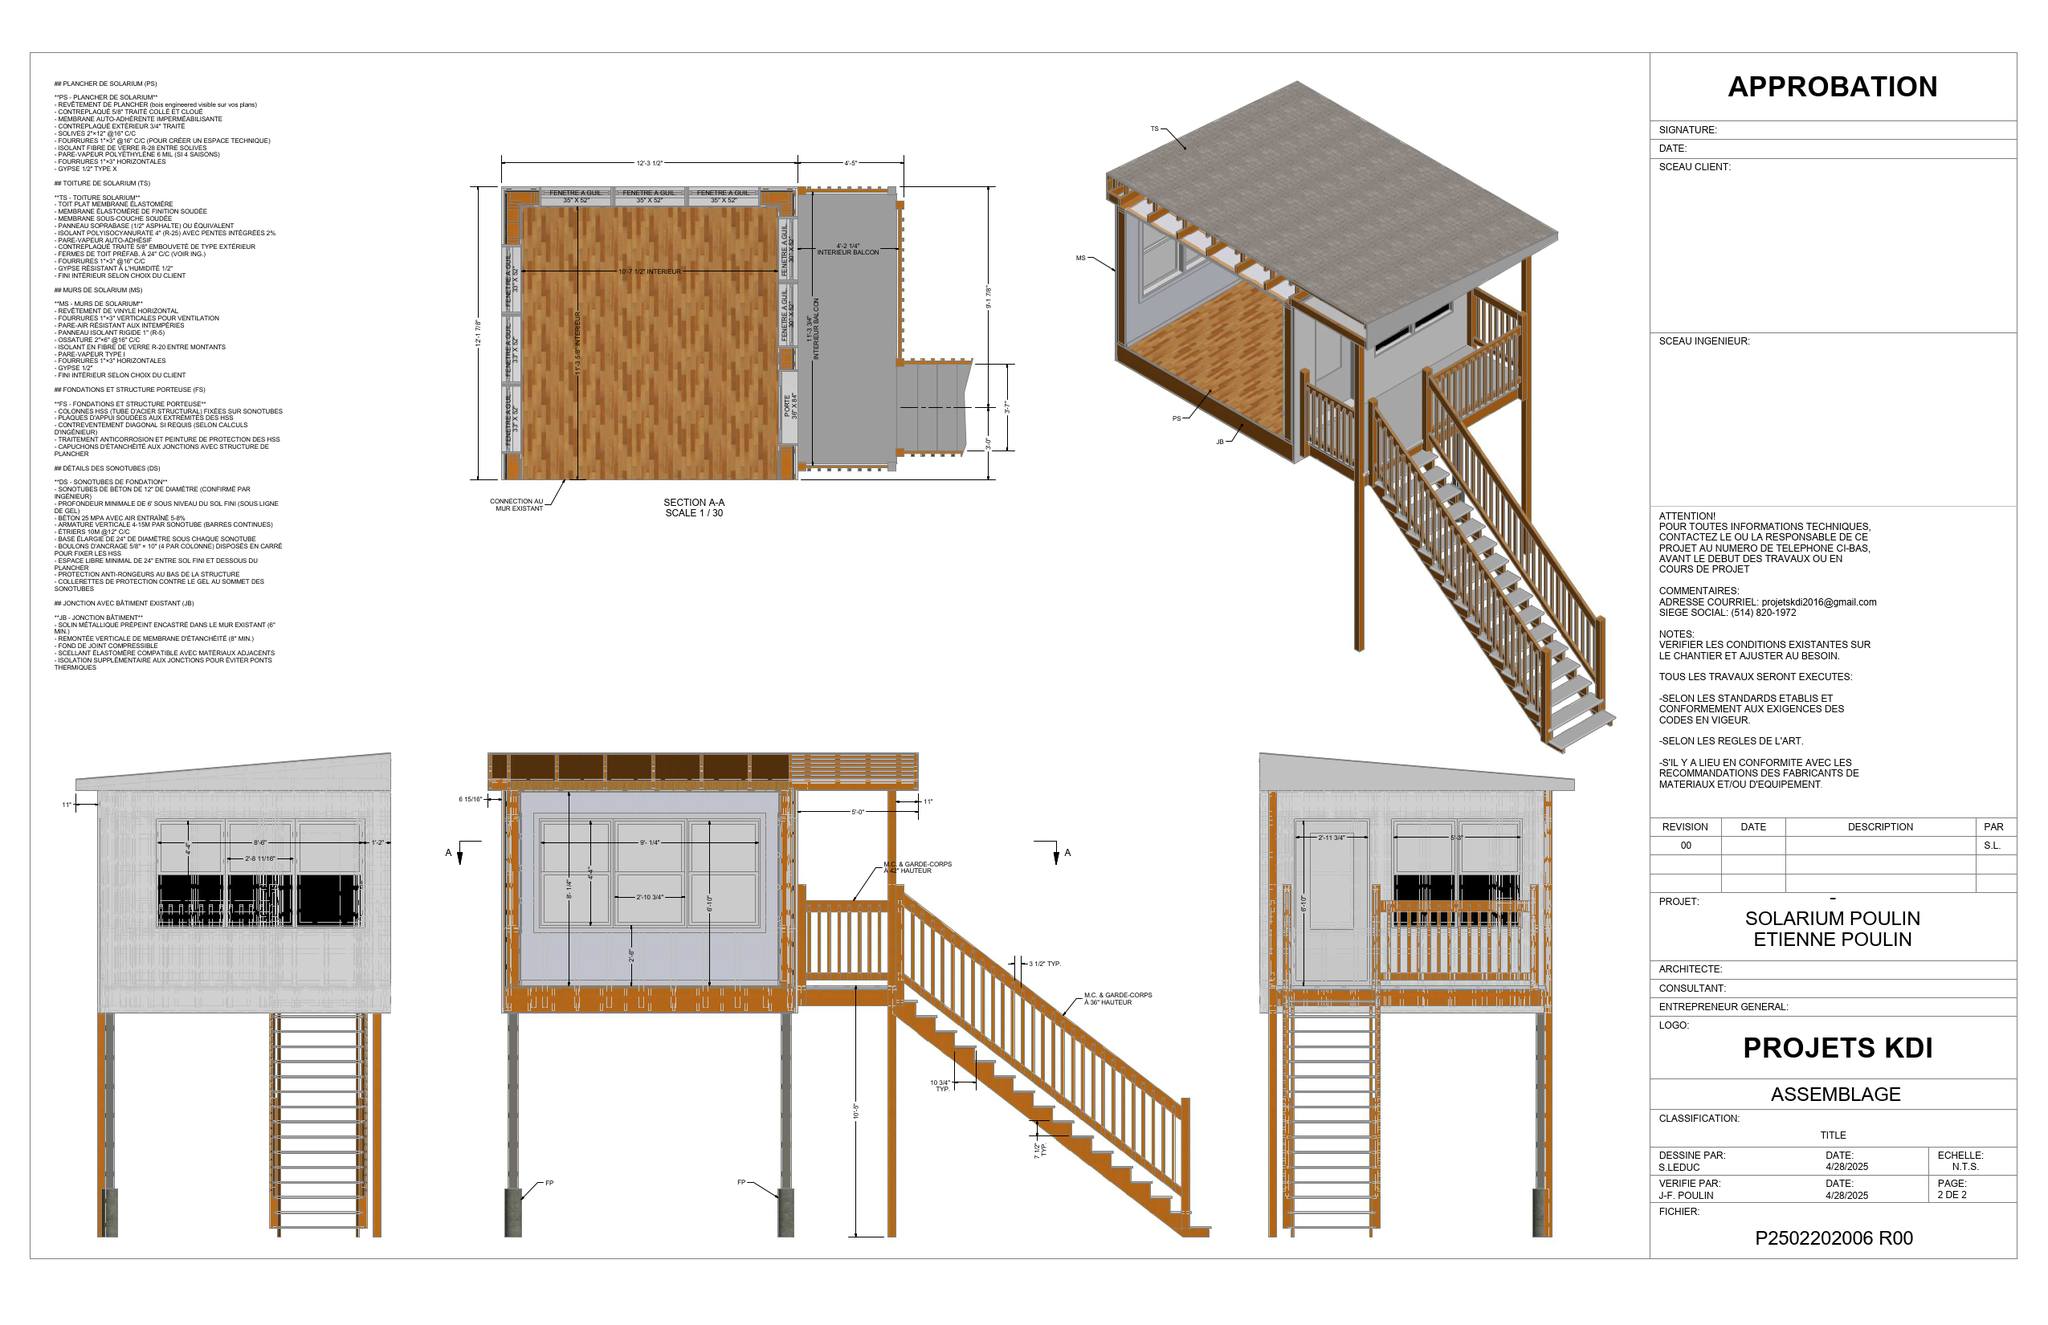 ## PLANCHER DE SOLARIUM (PS)
**PS - PLANCHER DE SOLARIUM**
- REVÊTEMENT DE PLANCHER (bois engineered visible sur vos plans)
- CONTREPLAQUÉ 5/8" TRAITÉ COLLÉ ET CLOUÉ
- MEMBRANE AUTO-ADHÉRENTE IMPERMÉABILISANTE
- CONTREPLAQUÉ EXTÉRIEUR 3/4" TRAITÉ
- SOLIVES 2"×12" @16" C/C
- FOURRURES 1"×3" @16" C/C (POUR CRÉER UN ESPACE TECHNIQUE)
- ISOLANT FIBRE DE VERRE R-28 ENTRE SOLIVES
- PARE-VAPEUR POLYÉTHYLÈNE 6 MIL (SI 4 SAISONS)
- FOURRURES 1"×3" HORIZONTALES
- GYPSE 1/2" TYPE X
## TOITURE DE SOLARIUM (TS)
**TS - TOITURE SOLARIUM**
- TOIT PLAT MEMBRANE ÉLASTOMÈRE
- MEMBRANE ÉLASTOMÈRE DE FINITION SOUDÉE
- MEMBRANE SOUS-COUCHE SOUDÉE
- PANNEAU SOPRABASE (1/2" ASPHALTE) OU ÉQUIVALENT
- ISOLANT POLYISOCYANURATE 4" (R-25) AVEC PENTES INTÉGRÉES 2%
- PARE-VAPEUR AUTO-ADHÉSIF
- CONTREPLAQUÉ TRAITÉ 5/8" EMBOUVETÉ DE TYPE EXTÉRIEUR
- FERMES DE TOIT PRÉFAB. À 24" C/C (VOIR ING.)
- FOURRURES 1"×3" @16" C/C
- GYPSE RÉSISTANT À L'HUMIDITÉ 1/2"
- FINI INTÉRIEUR SELON CHOIX DU CLIENT
## MURS DE SOLARIUM (MS)
**MS - MURS DE SOLARIUM**
- REVÊTEMENT DE VINYLE HORIZONTAL
- FOURRURES 1"×3" VERTICALES POUR VENTILATION
- PARE-AIR RÉSISTANT AUX INTEMPÉRIES
- PANNEAU ISOLANT RIGIDE 1" (R-5)
- OSSATURE 2"×6" @16" C/C
- ISOLANT EN FIBRE DE VERRE R-20 ENTRE MONTANTS
- PARE-VAPEUR TYPE I
- FOURRURES 1"×3" HORIZONTALES
- GYPSE 1/2"
- FINI INTÉRIEUR SELON CHOIX DU CLIENT
## FONDATIONS ET STRUCTURE PORTEUSE (FS)
**FS - FONDATIONS ET STRUCTURE PORTEUSE**
- COLONNES HSS (TUBE D'ACIER STRUCTURAL) FIXÉES SUR SONOTUBES
- PLAQUES D'APPUI SOUDÉES AUX EXTRÉMITÉS DES HSS
- CONTREVENTEMENT DIAGONAL SI REQUIS (SELON CALCULS
D'INGÉNIEUR)
- TRAITEMENT ANTICORROSION ET PEINTURE DE PROTECTION DES HSS
- CAPUCHONS D'ÉTANCHÉITÉ AUX JONCTIONS AVEC STRUCTURE DE
PLANCHER
## DÉTAILS DES SONOTUBES (DS)
**DS - SONOTUBES DE FONDATION**
- SONOTUBES DE BÉTON DE 12" DE DIAMÈTRE (CONFIRMÉ PAR
INGÉNIEUR)
- PROFONDEUR MINIMALE DE 6' SOUS NIVEAU DU SOL FINI (SOUS LIGNE
DE GEL)
- BÉTON 25 MPA AVEC AIR ENTRAÎNÉ 5-8%
- ARMATURE VERTICALE 4-15M PAR SONOTUBE (BARRES CONTINUES)
- ÉTRIERS 10M @12" C/C
- BASE ÉLARGIE DE 24" DE DIAMÈTRE SOUS CHAQUE SONOTUBE
- BOULONS D'ANCRAGE 5/8" × 10" (4 PAR COLONNE) DISPOSÉS EN CARRÉ
POUR FIXER LES HSS
- ESPACE LIBRE MINIMAL DE 24" ENTRE SOL FINI ET DESSOUS DU
PLANCHER
- PROTECTION ANTI-RONGEURS AU BAS DE LA STRUCTURE
- COLLERETTES DE PROTECTION CONTRE LE GEL AU SOMMET DES
SONOTUBES
## JONCTION AVEC BÂTIMENT EXISTANT (JB)
**JB - JONCTION BÂTIMENT**
- SOLIN MÉTALLIQUE PRÉPEINT ENCASTRÉ DANS LE MUR EXISTANT (6"
MIN.)
- REMONTÉE VERTICALE DE MEMBRANE D'ÉTANCHÉITÉ (8" MIN.)
- FOND DE JOINT COMPRESSIBLE
- SCELLANT ÉLASTOMÈRE COMPATIBLE AVEC MATÉRIAUX ADJACENTS
- ISOLATION SUPPLÉMENTAIRE AUX JONCTIONS POUR ÉVITER PONTS
THERMIQUES
12'-3 1/2"
4'-5"
FENETRE A GUIL. FENETRE A GUIL. FENETRE A GUIL.
35" X 52" 35" X 52" 35" X 52"
12'-1 7/8"
FENETRE A GUIL.
33" X 52"
FENETRE A GUIL.
33" X 52"
FENETRE A GUIL.
33" X 52"
10'-7 1/2" INTERIEUR
11'-3 5/8" INTERIEUR
FENETRE A GUIL.
30" X 52"
FENETRE A GUIL.
30" X 52"
PORTE
36" X 84"
4'-2 1/4"
INTERIEUR BALCON
11'-3 3/4"
INTERIEUR BALCON
9'-1 7/8"
3'-7"
3'-0"
CONNECTION AU
MUR EXISTANT
SECTION A-A
SCALE 1 / 30
TS
MS
PS
JB
11"
8'-6"
1'-2"
4'-4"
2'-8 11/16"
6 15/16"
5'-0"
11"
A
A
9'- 1/4"
4'-4"
8'- 1/4"
2'-10 3/4"
6'-10"
2'-6"
M.C. & GARDE-CORPS
À 42" HAUTEUR
3 1/2" TYP.
M.C. & GARDE-CORPS
À 36" HAUTEUR
10 3/4"
TYP.
7 1/2"
TYP.
10'-5"
FP
FP
2'-11 3/4"
5'-3"
6'-10"
APPROBATION
SIGNATURE:
DATE:
SCEAU CLIENT:
SCEAU INGENIEUR:
ATTENTION!
POUR TOUTES INFORMATIONS TECHNIQUES,
CONTACTEZ LE OU LA RESPONSABLE DE CE
PROJET AU NUMERO DE TELEPHONE CI-BAS,
AVANT LE DEBUT DES TRAVAUX OU EN
COURS DE PROJET
COMMENTAIRES:
ADRESSE COURRIEL: projetskdi2016@gmail.com
SIEGE SOCIAL: (514) 820-1972
NOTES:
VERIFIER LES CONDITIONS EXISTANTES SUR
LE CHANTIER ET AJUSTER AU BESOIN.
TOUS LES TRAVAUX SERONT EXECUTES:
-SELON LES STANDARDS ETABLIS ET
CONFORMEMENT AUX EXIGENCES DES
CODES EN VIGEUR.
-SELON LES REGLES DE L'ART.
-S'IL Y A LIEU EN CONFORMITE AVEC LES
RECOMMANDATIONS DES FABRICANTS DE
MATERIAUX ET/OU D'EQUIPEMENT.
REVISION DATE DESCRIPTION PAR
00 S.L.
PROJET:
-
SOLARIUM POULIN
ETIENNE POULIN
ARCHITECTE:
CONSULTANT:
ENTREPRENEUR GENERAL:
LOGO:
PROJETS KDI
ASSEMBLAGE
CLASSIFICATION:
TITLE
DESSINE PAR: DATE: ECHELLE:
S.LEDUC 4/28/2025 N.T.S.
VERIFIE PAR: DATE: PAGE:
J-F. POULIN 4/28/2025 2 DE 2
FICHIER:
P2502202006 R00